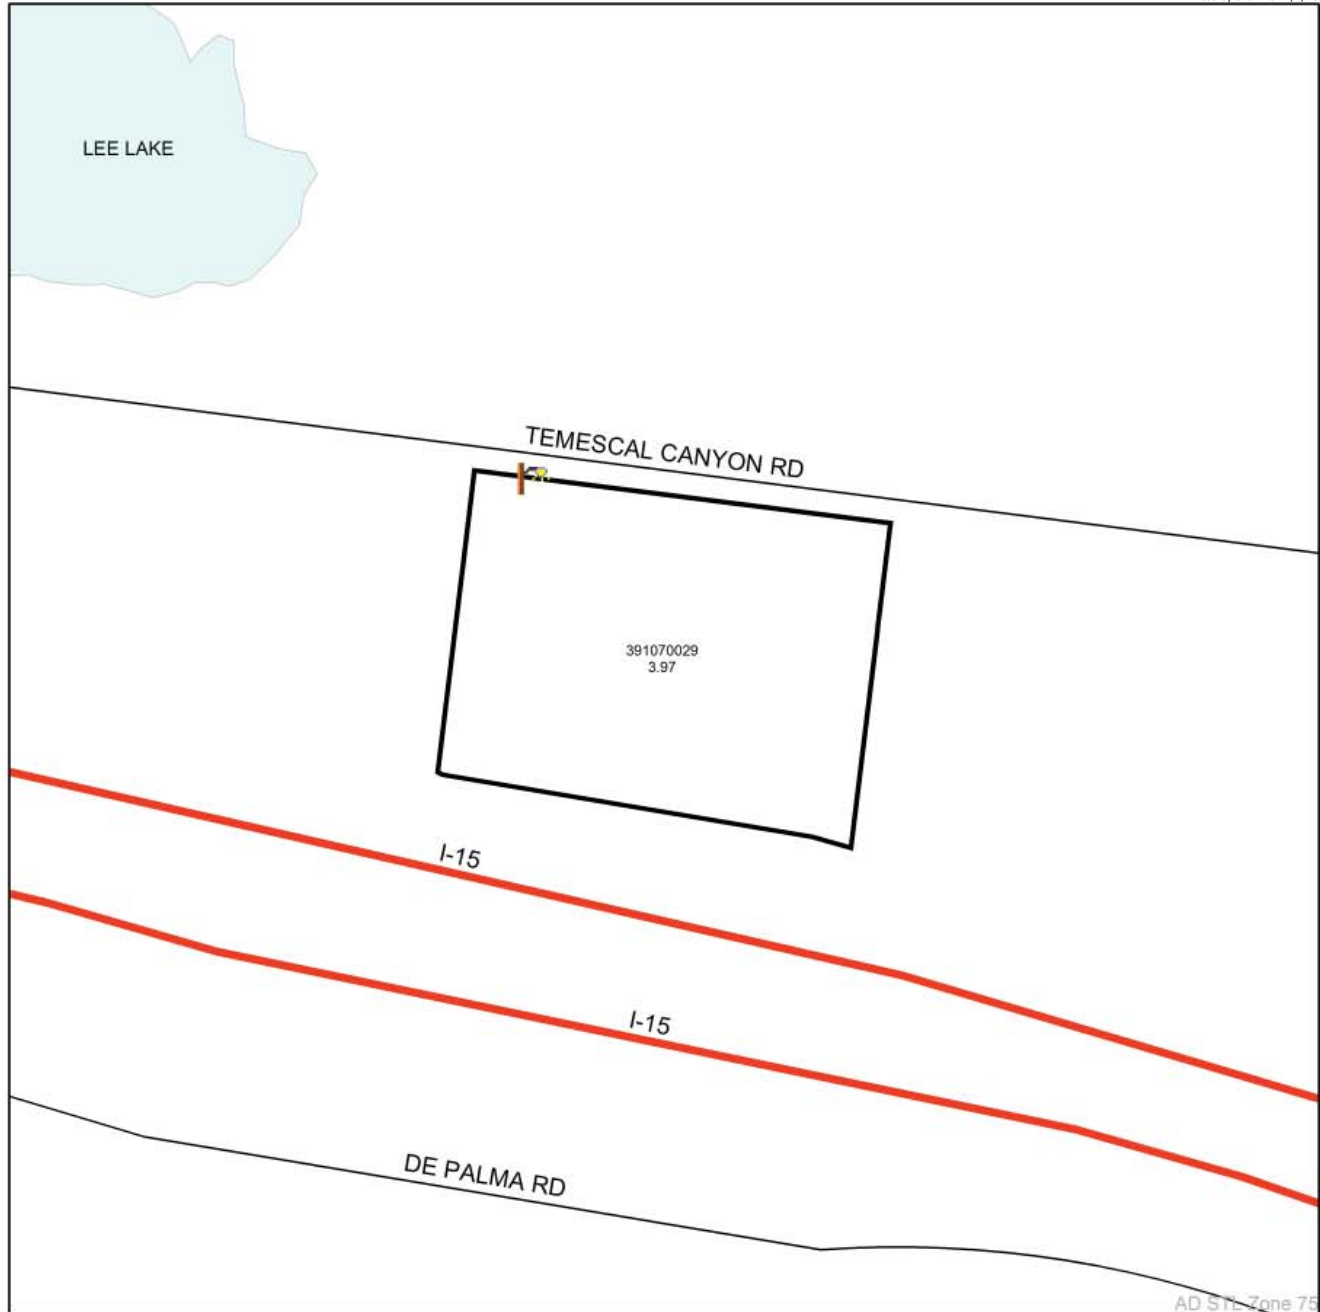 LEE LAKE
TEMESCAL CANYON RD
391070029
3.97
I-15
I-15
DE PALMA RD
AD STL Zone 75